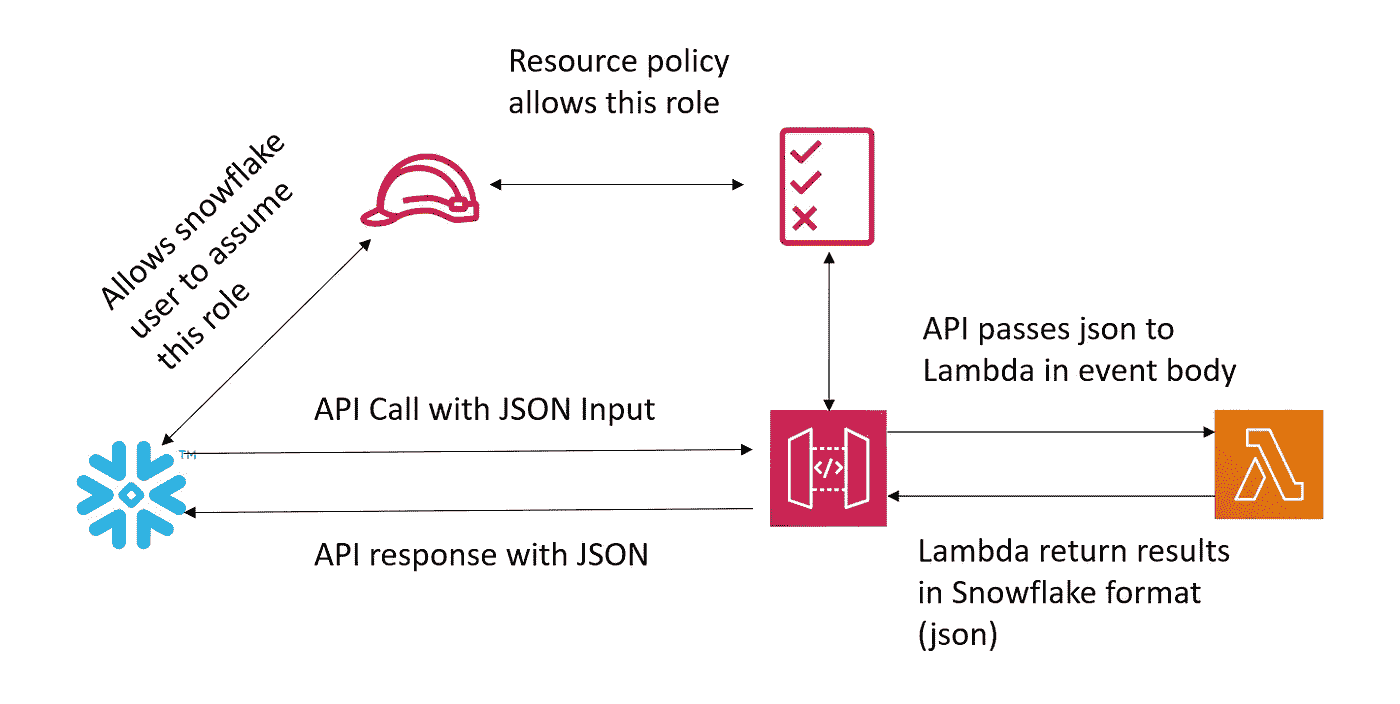 Resource policy
allows this role
Allows snowflake
user to assume
this role
API passes json to
Lambda in event body
API Call with JSON Input
TM
</>
API response with JSON
Lambda return results
in Snowflake format
(json)